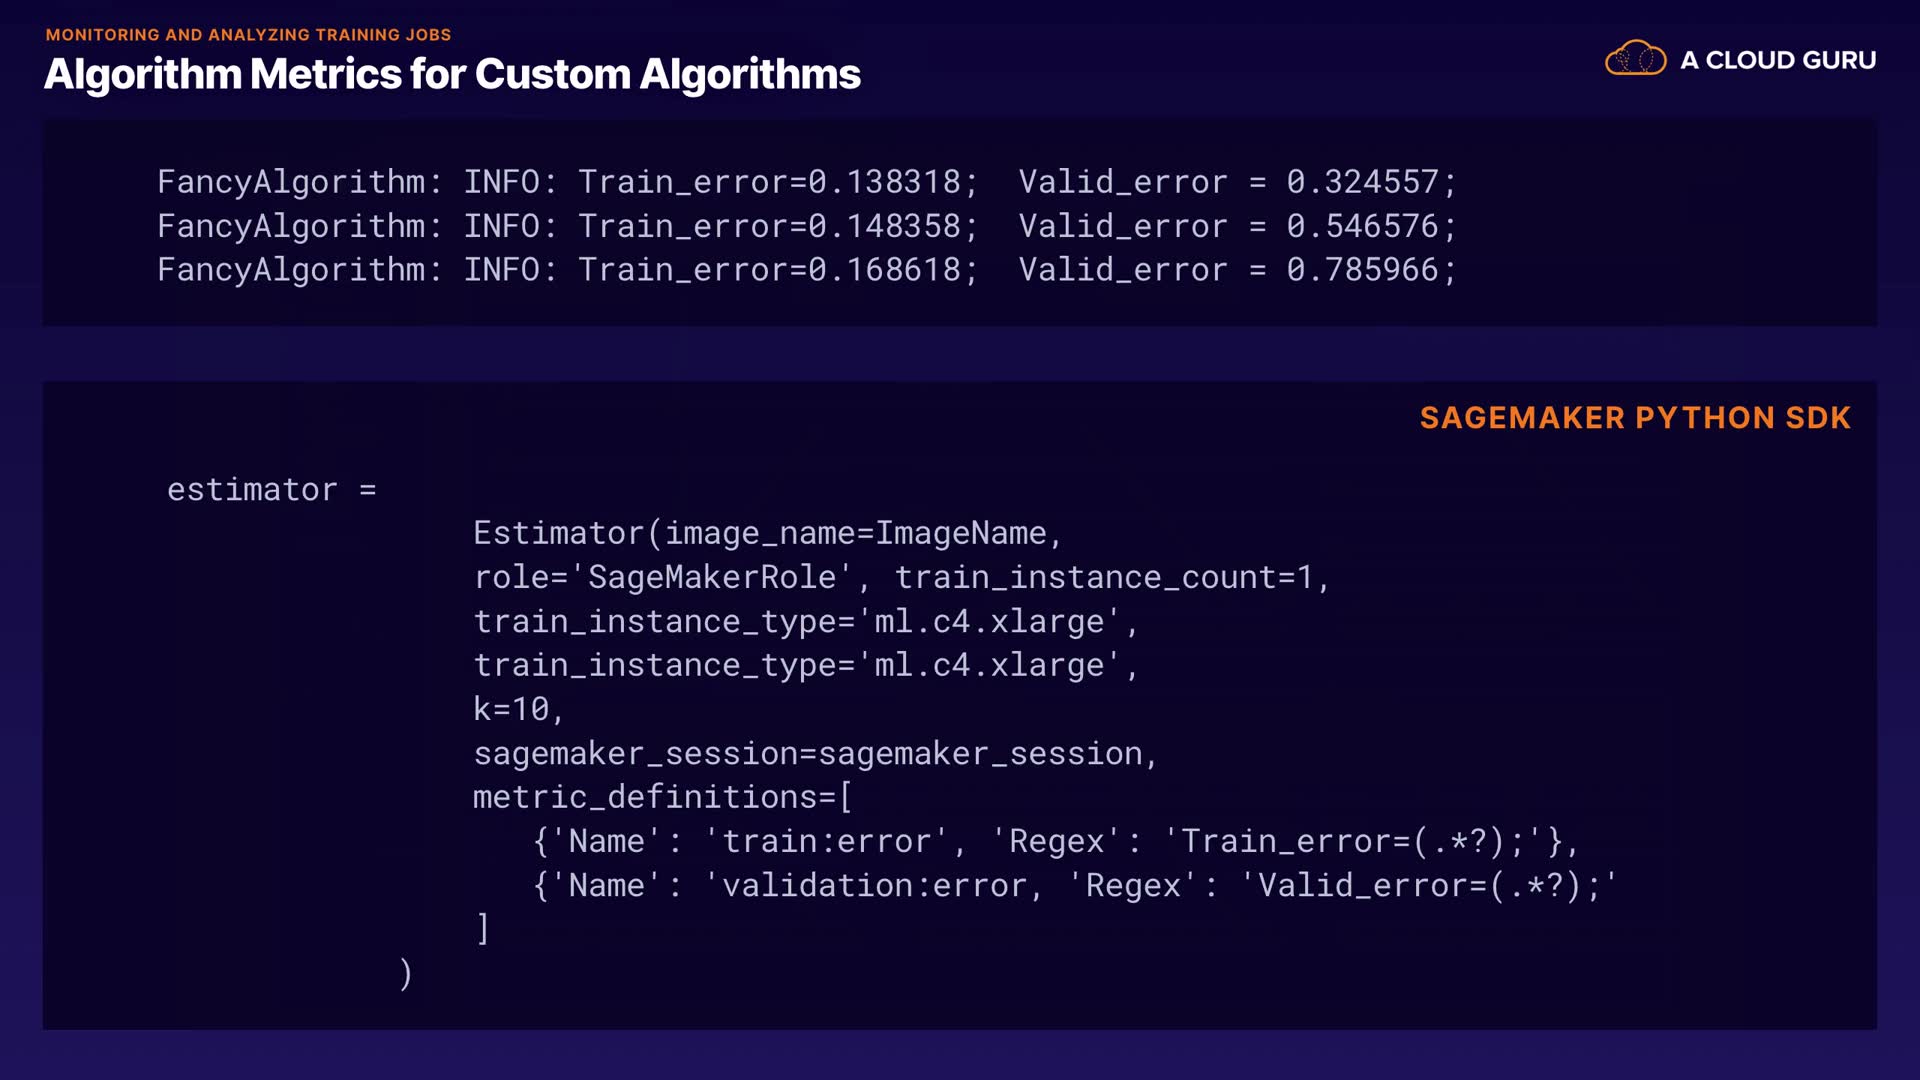 MONITORING AND ANALYZING TRAINING JOBS
Algorithm Metrics for Custom Algorithms
A CLOUD GURU
FancyAlgorithm: INFO: Train_error=0.138318;  Valid_error = 0.324557;
FancyAlgorithm: INFO: Train_error=0.148358;  Valid_error = 0.546576;
FancyAlgorithm: INFO: Train_error=0.168618;  Valid_error = 0.785966;
SAGEMAKER PYTHON SDK
estimator =
Estimator(image_name=ImageName,
role='SageMakerRole', train_instance_count=1,
train_instance_type='ml.c4.xlarge',
train_instance_type='ml.c4.xlarge',
k=10,
sagemaker_session=sagemaker_session,
metric_definitions=[
{'Name': 'train:error', 'Regex': 'Train_error=(.*?);'},
{'Name': 'validation:error, 'Regex': 'Valid_error=(.*?);'
]
)